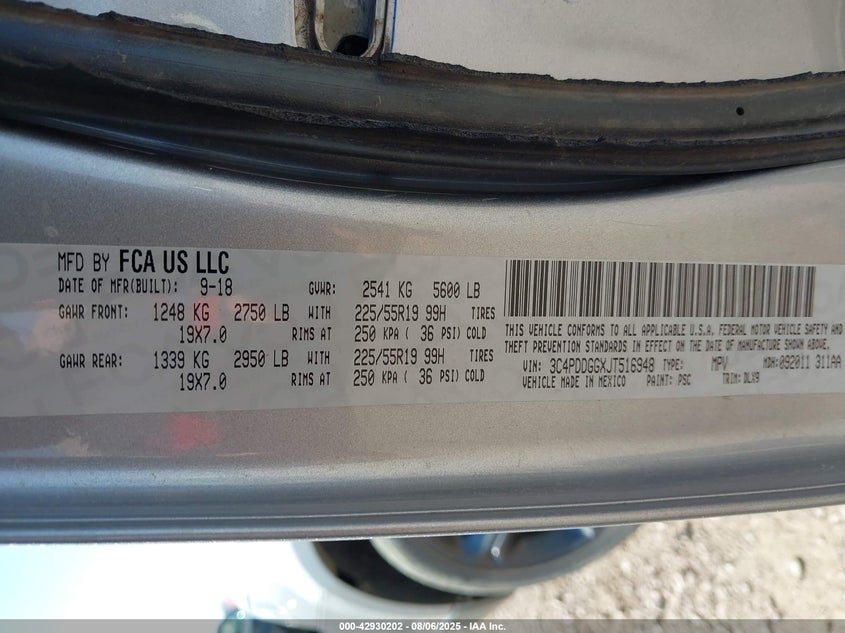 MFD BY FCA US LLC
DATE OF MFR(BUILT): 9-18 GVWR: 2541 KG 5600 LB
GAWR FRONT: 1248 KG 2750 LB WITH 225/55R19 99H TIRES
19X7.0 RIMS AT 250 KPA ( 36 PSI) COLD
GAWR REAR: 1339 KG 2950 LB WITH 225/55R19 99H TIRES
19X7.0 RIMS AT 250 KPA ( 36 PSI) COLD
THIS VEHICLE CONFORMS TO ALL APPLICABLE U.S.A. FEDERAL MOTOR VEHICLE SAFETY AND
THEFT PREVENTION STANDARDS IN EFFECT ON THE DATE OF MANUFACTURE SHOWN ABOVE.
VIN: 3C4PDDGGXJT516948 TYPE: MPV MDH:092011 311AA
VEHICLE MADE IN MEXICO PAINT: PSC TRIM: DLX9
000-42930202 - 08/06/2025 - IAA Inc.